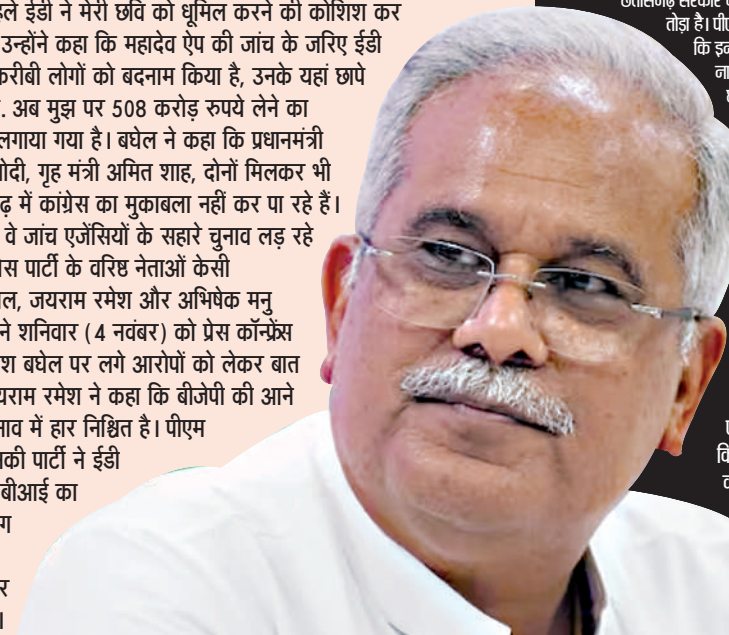 ईडी ने मेरी छवि को धूमिल करने की कोशिश कर
उन्होंने कहा कि महादेव ऐप की जांच के जरिए ईडी
करीबी लोगों को बदनाम किया है, उनके यहां छापे
. अब मुझ पर 508 करोड़ रुपये लेने का
लगाया गया है। बघेल ने कहा कि प्रधानमंत्री
गृह मंत्री अमित शाह, दोनों मिलकर भी
में कांग्रेस का मुकाबला नहीं कर पा रहे हैं।
वे जांच एजेंसियों के सहारे चुनाव लड़ रहे
पार्टी के वरिष्ठ नेताओं केसी
जयराम रमेश और अभिषेक मनु
ने शनिवार (4 नवंबर) को प्रेस कॉन्फ्रेंस
बघेल पर लगे आरोपों को लेकर बात
रमेश ने कहा कि बीजेपी की आने
में हार निश्चित है। पीएम
पार्टी ने ईडी
का
तोड़ा है।
कि